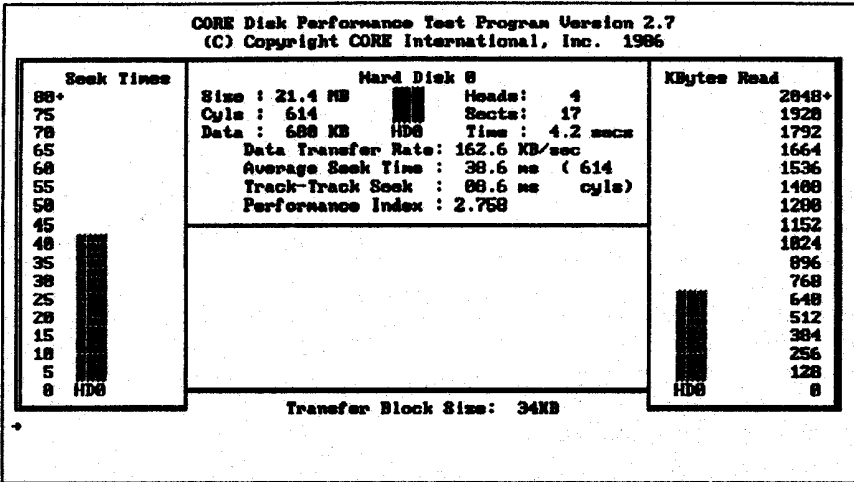 CORE Disk Performance Test Program Version 2.7
(C) Copyright CORE International, Inc. 1986
Seek Times
80+
75
70
65
60
55
50
45
40
35
30
25
20
15
10
5
0 HD0
Hard Disk 0
Size : 21.4 MB Heads: 4
Cyls : 614 Sects: 17
Data : 680 KB HD0 Time : 4.2 secs
Data Transfer Rate: 162.6 KB/sec
Average Seek Time : 38.6 ms ( 614
Track-Track Seek : 08.6 ms cyls)
Performance Index : 2.758
KBytes Read
2048+
1920
1792
1664
1536
1408
1280
1152
1024
896
768
640
512
384
256
128
HD0 0
Transfer Block Size: 34KB